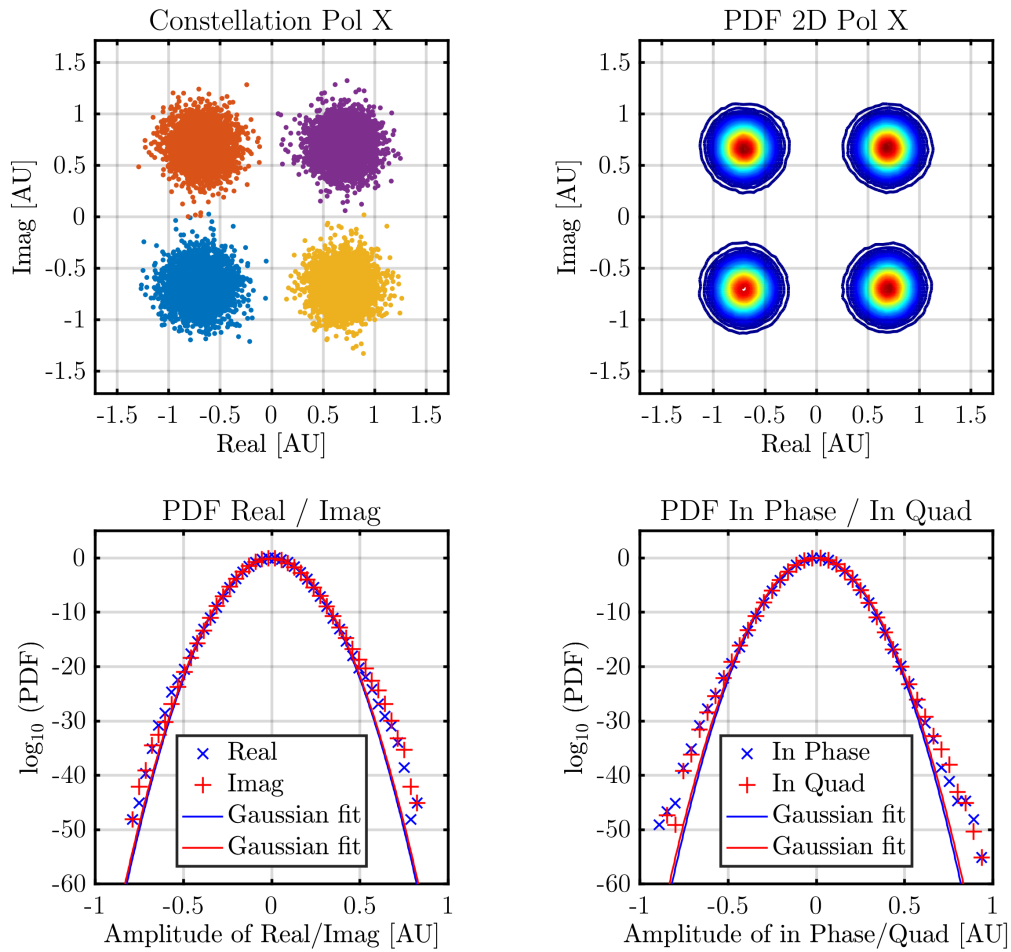 Constellation Pol X
1.5
1
0.5
0
-0.5
-1
-1.5
Imag [AU]
-1.5 -1 -0.5 0 0.5 1 1.5
Real [AU]
PDF 2D Pol X
1.5
1
0.5
0
-0.5
-1
-1.5
Imag [AU]
-1.5 -1 -0.5 0 0.5 1 1.5
Real [AU]
PDF Real / Imag
0
-10
-20
-30
-40
-50
-60
log10 (PDF)
Real
Imag
Gaussian fit
Gaussian fit
-1 -0.5 0 0.5 1
Amplitude of Real/Imag [AU]
PDF In Phase / In Quad
0
-10
-20
-30
-40
-50
-60
log10 (PDF)
In Phase
In Quad
Gaussian fit
Gaussian fit
-1 -0.5 0 0.5 1
Amplitude of in Phase/Quad [AU]